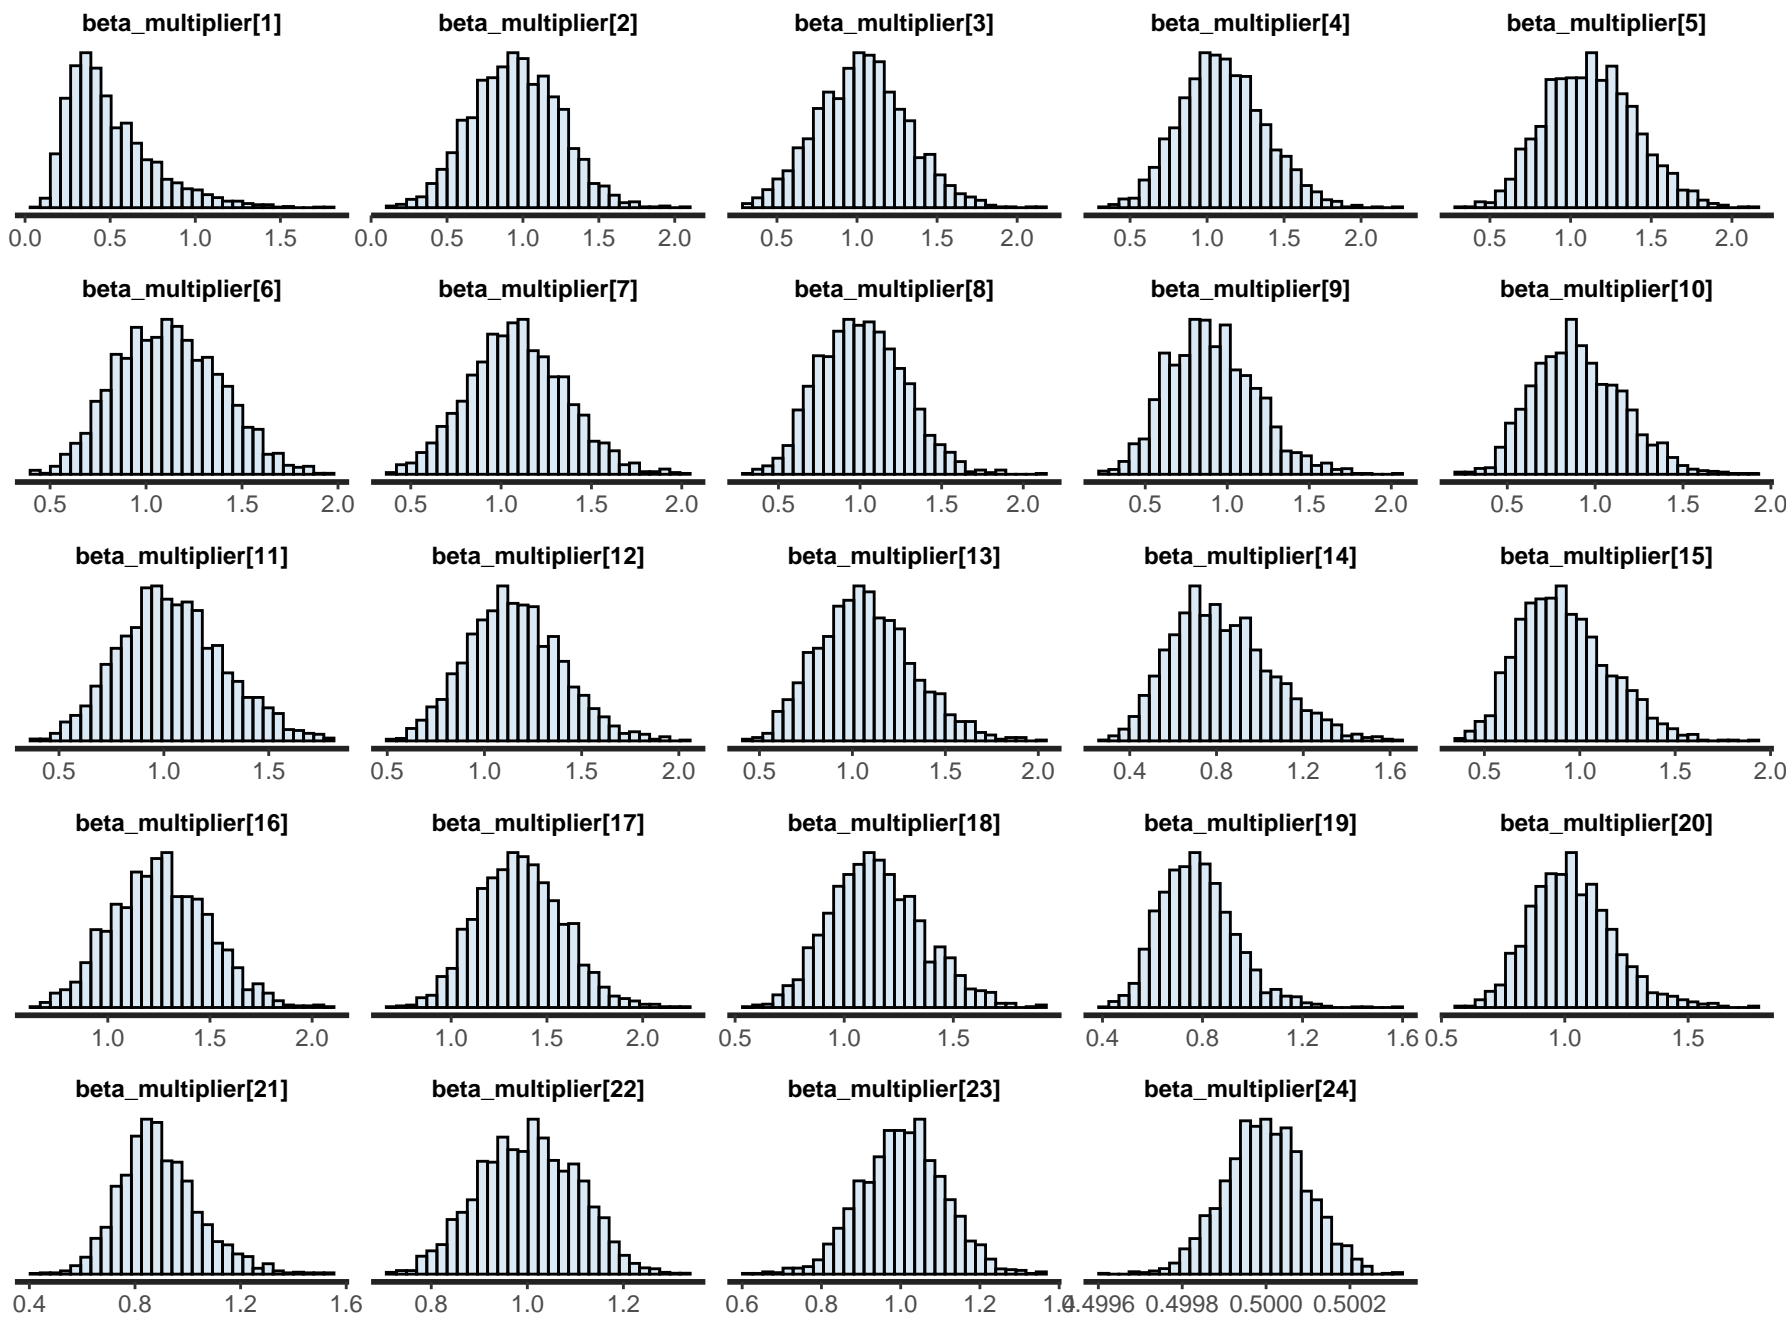 beta_multiplier[1] beta_multiplier[2] beta_multiplier[3] beta_multiplier[4] beta_multiplier[5]
0.0 0.5 1.0 1.5 0.0 0.5 1.0 1.5 2.0 0.5 1.0 1.5 2.0 0.5 1.0 1.5 2.0 0.5 1.0 1.5 2.0
beta_multiplier[6] beta_multiplier[7] beta_multiplier[8] beta_multiplier[9] beta_multiplier[10]
0.5 1.0 1.5 2.0 0.5 1.0 1.5 2.0 0.5 1.0 1.5 2.0 0.5 1.0 1.5 2.0 0.5 1.0 1.5 2.0
beta_multiplier[11] beta_multiplier[12] beta_multiplier[13] beta_multiplier[14] beta_multiplier[15]
0.5 1.0 1.5 0.5 1.0 1.5 2.0 0.5 1.0 1.5 2.0 0.4 0.8 1.2 1.6 0.5 1.0 1.5 2.0
beta_multiplier[16] beta_multiplier[17] beta_multiplier[18] beta_multiplier[19] beta_multiplier[20]
1.0 1.5 2.0 1.0 1.5 2.0 0.5 1.0 1.5 0.4 0.8 1.2 1.6 0.5 1.0 1.5
beta_multiplier[21] beta_multiplier[22] beta_multiplier[23] beta_multiplier[24]
0.4 0.8 1.2 1.6 0.8 1.0 1.2 0.6 0.8 1.0 1.2 1.4 0.4996 0.4998 0.5000 0.5002